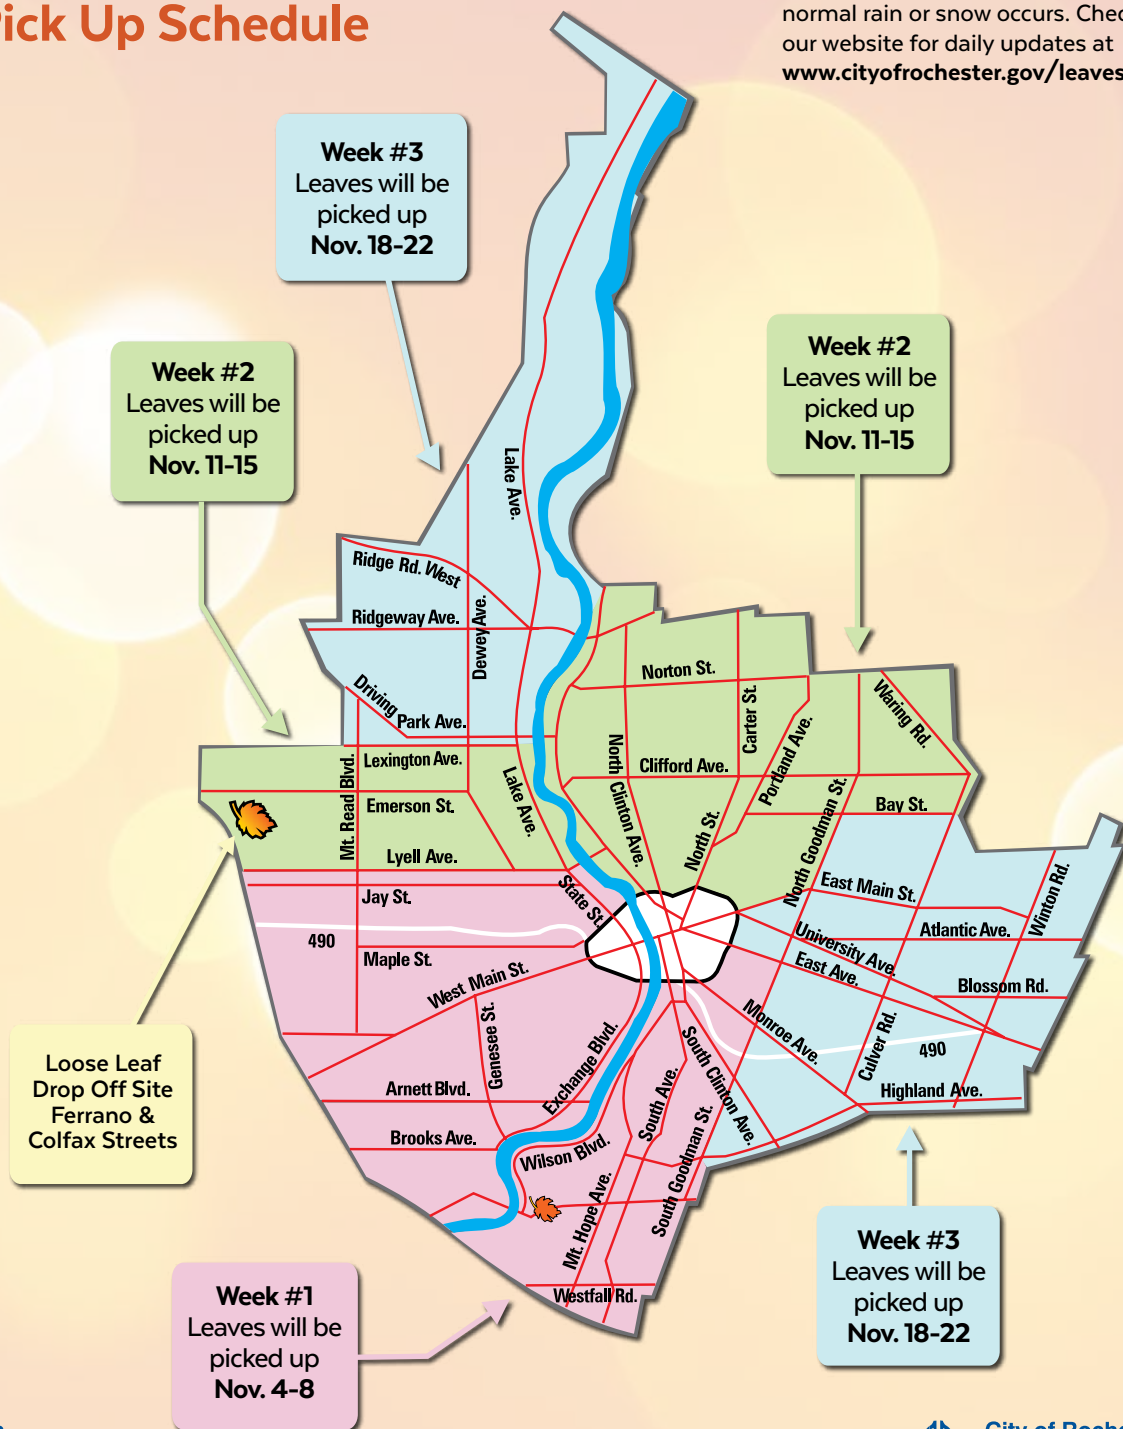 Pick Up Schedule
normal rain or snow occurs. Chec
our website for daily updates at
www.cityofrochester.gov/leaves
Week #3
Leaves will be
picked up
Nov. 18-22
Week #2
Leaves will be
picked up
Nov. 11-15
Week #2
Leaves will be
picked up
Nov. 11-15
Lake Ave.
Ridge Rd. West
Ridgeway Ave.
Dewey Ave.
Driving
Park Ave.
Lexington Ave.
Mt. Read Blvd.
Emerson St.
Lake Ave.
Lyell Ave.
Norton St.
Carter St.
Waring Rd.
Portland Ave.
North Clinton Ave.
Clifford Ave.
North St.
North Goodman St.
Bay St.
Jay St.
State St.
East Main St.
Winton Rd.
Atlantic Ave.
University Ave.
490
Maple St.
West Main St.
East Ave.
Blossom Rd.
Genesee St.
Exchange Blvd.
Monroe Ave.
South Clinton Ave.
Culver Rd.
490
Highland Ave.
Arnett Blvd.
South Ave.
Brooks Ave.
Wilson Blvd.
South Goodman St.
Mt. Hope Ave.
Westfall Rd.
Loose Leaf
Drop Off Site
Ferrano &
Colfax Streets
Week #1
Leaves will be
picked up
Nov. 4-8
Week #3
Leaves will be
picked up
Nov. 18-22